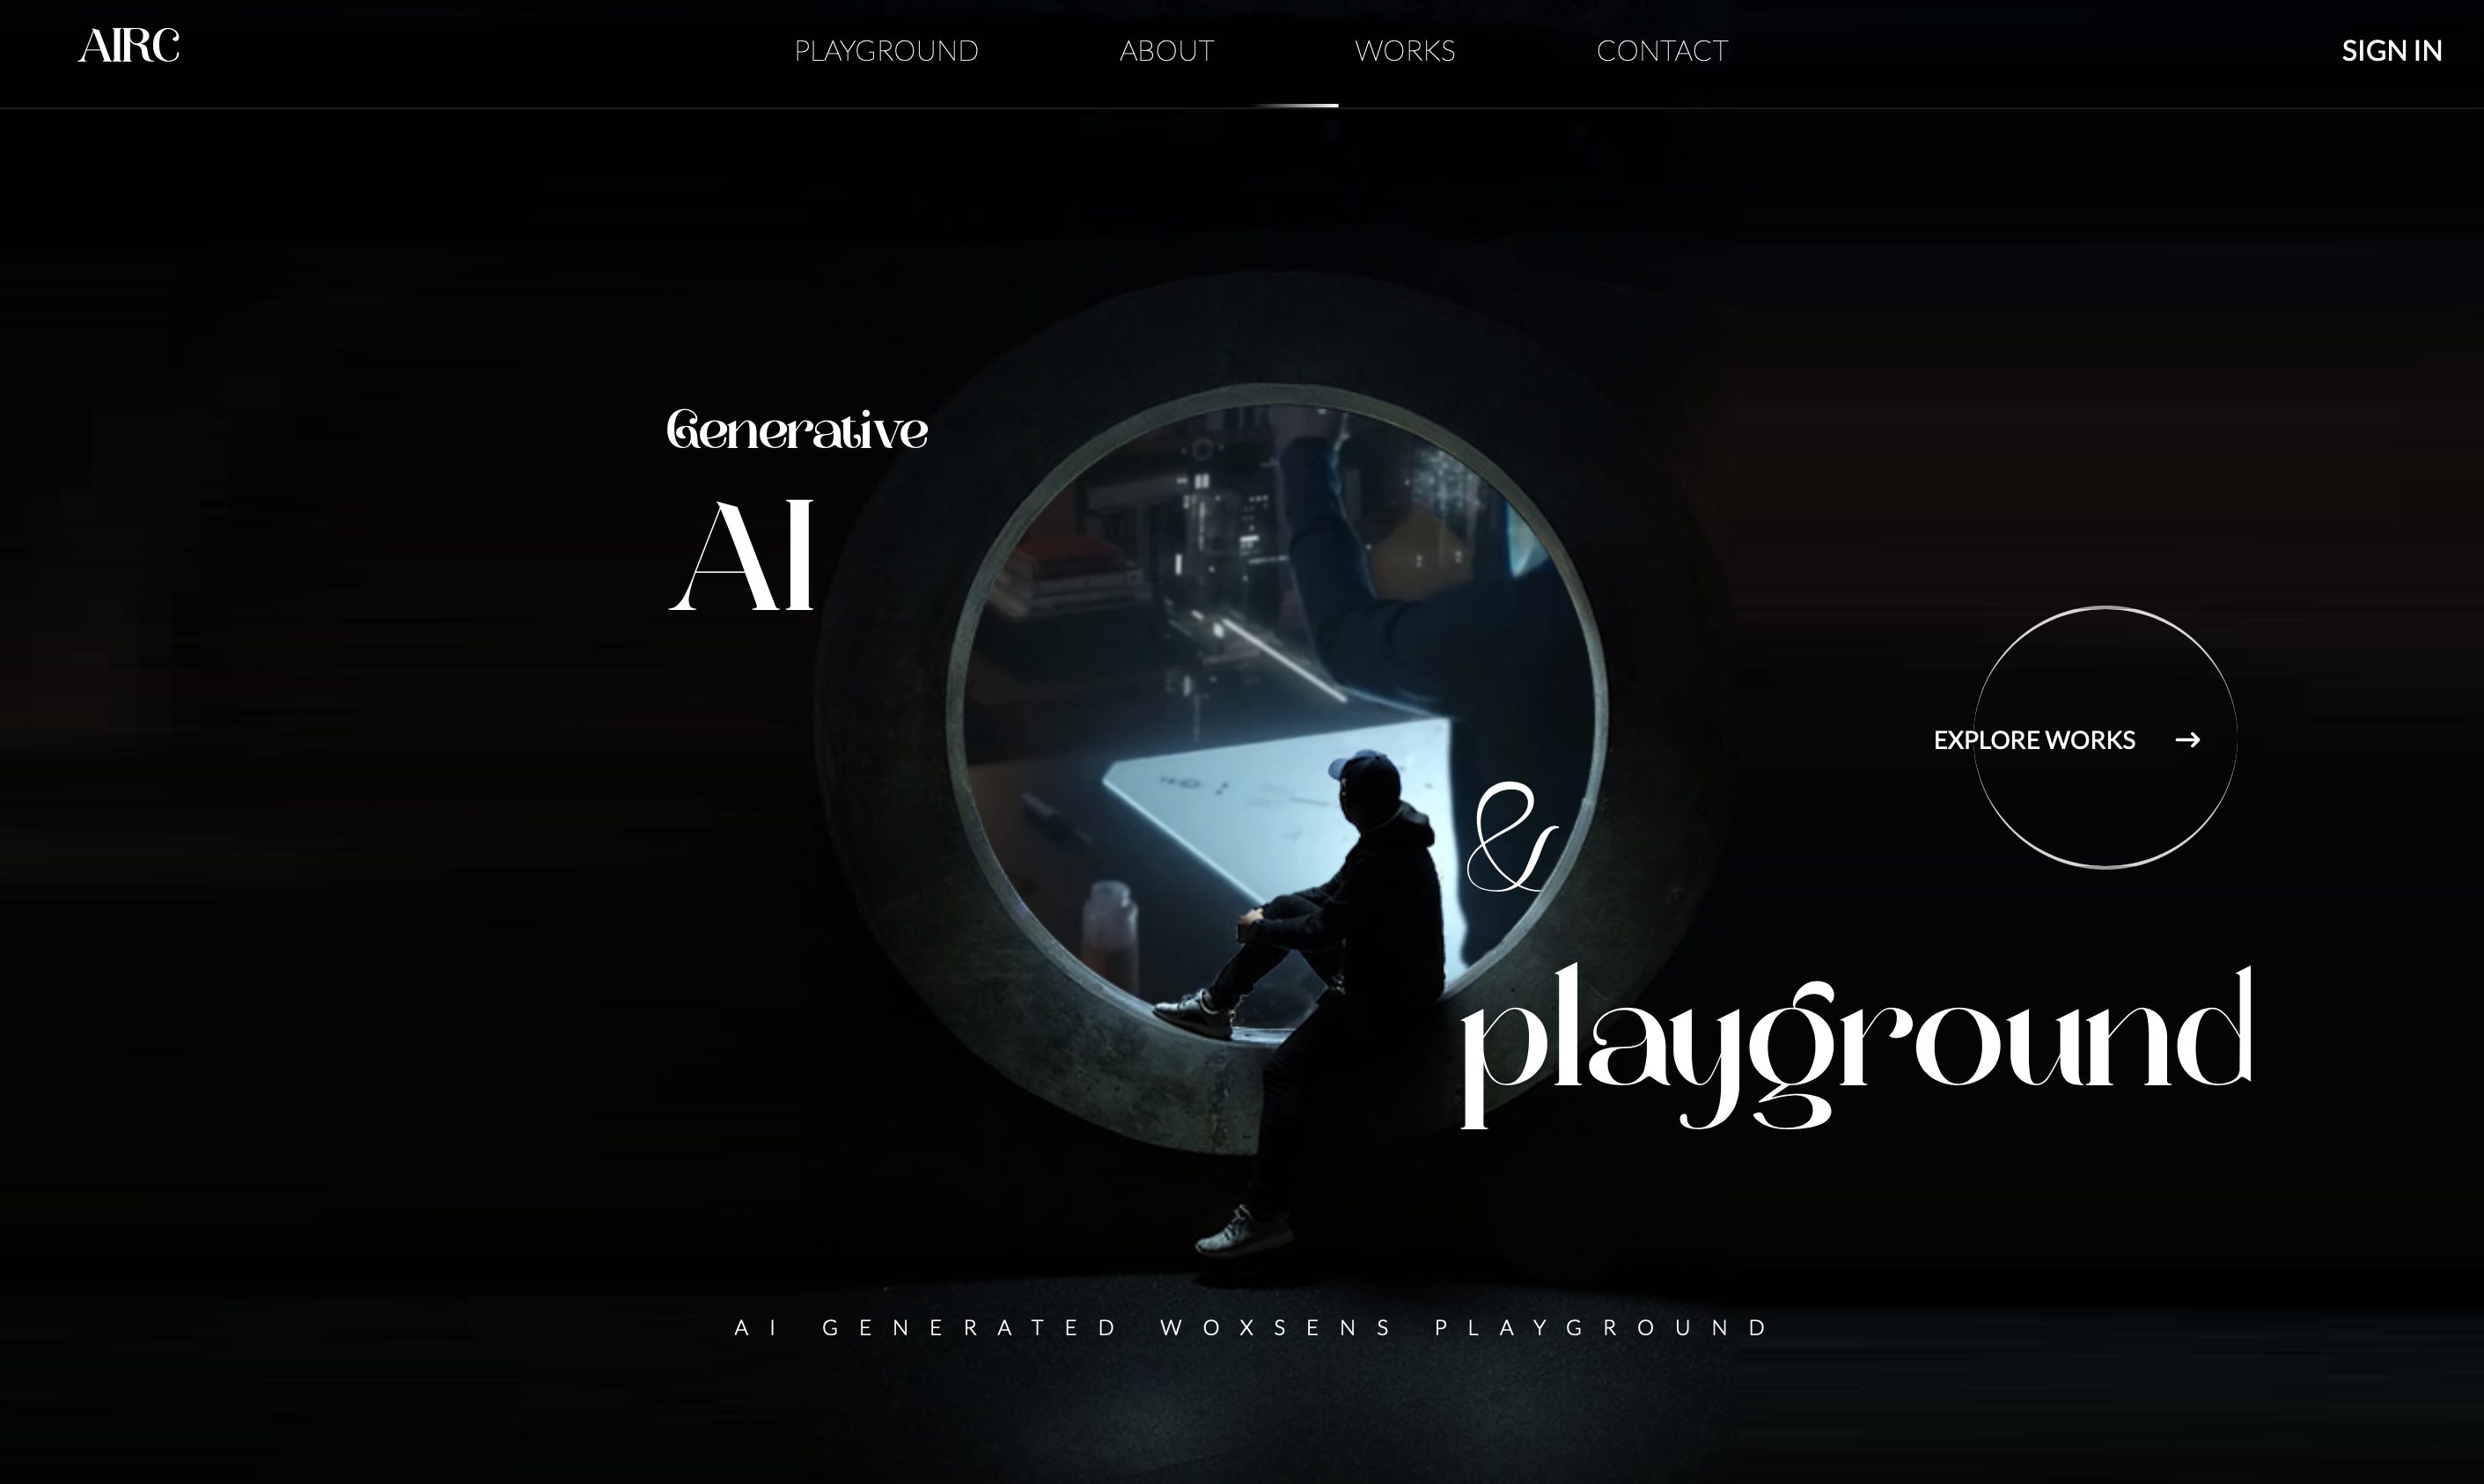 AIRC
PLAYGROUND ABOUT WORKS CONTACT
SIGN IN
Generative
AI
&
playground
EXPLORE WORKS →
AI GENERATED WOXSENS PLAYGROUND